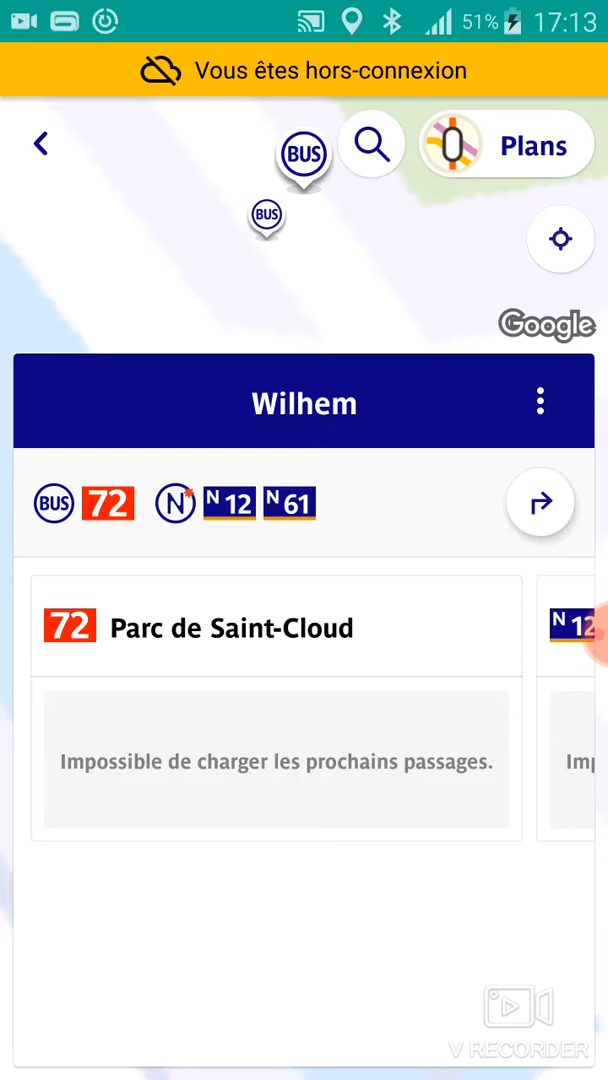 51% 17:13
Vous êtes hors-connexion
BUS
Plans
BUS
Google
Wilhem
BUS 72 N N 12 N 61
72 Parc de Saint-Cloud
N 12
Impossible de charger les prochains passages.
Imp
V RECORDER